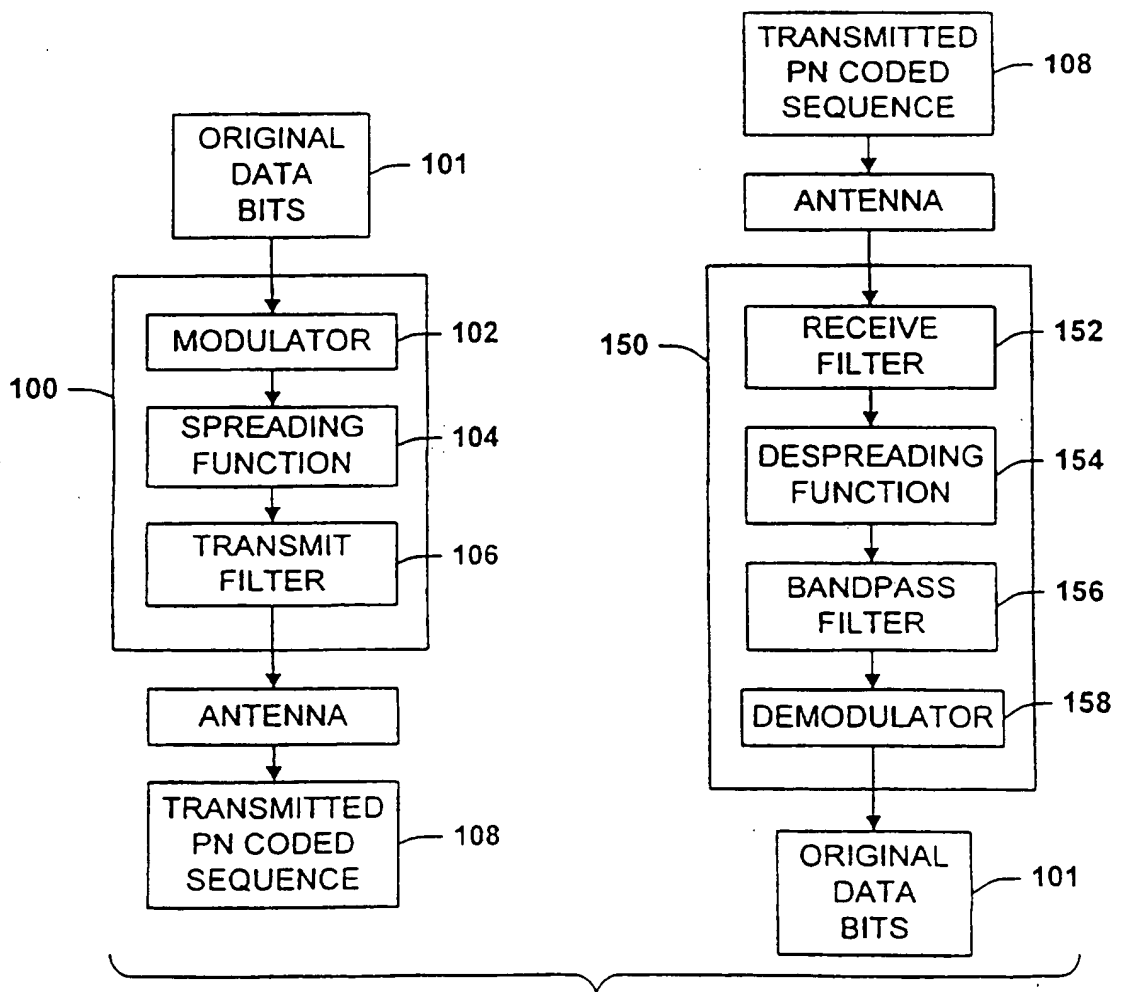 ORIGINAL
DATA
BITS
101
100
MODULATOR
102
SPREADING
FUNCTION
104
TRANSMIT
FILTER
106
ANTENNA
TRANSMITTED
PN CODED
SEQUENCE
108
TRANSMITTED
PN CODED
SEQUENCE
108
ANTENNA
150
RECEIVE
FILTER
152
DESPREADING
FUNCTION
154
BANDPASS
FILTER
156
DEMODULATOR
158
ORIGINAL
DATA
BITS
101